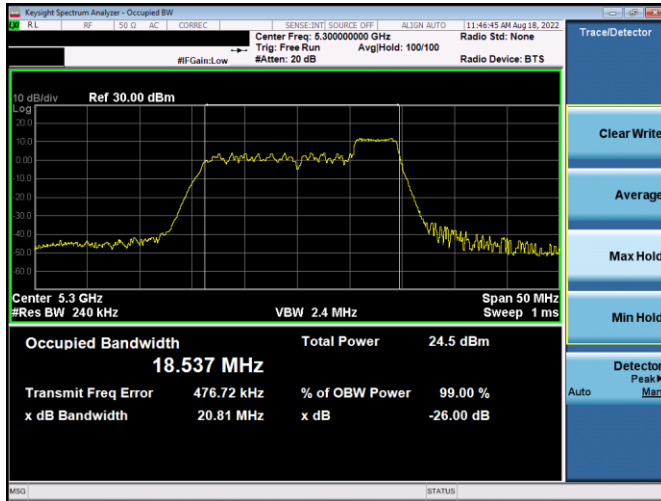 Keysight Spectrum Analyzer - Occupied BW
RL RF 50 Ω AC CORREC SENSE:INT SOURCE OFF ALIGN AUTO 11:46:45 AM Aug 18, 2022
Center Freq: 5.300000000 GHz Radio Std: None
Trig: Free Run Avg|Hold: 100/100
#IFGain:Low #Atten: 20 dB Radio Device: BTS
Trace/Detector
10 dB/div Ref 30.00 dBm
Log
20.0
10.0
0.00
-10.0
-20.0
-30.0
-40.0
-50.0
-60.0
Center 5.3 GHz Span 50 MHz
#Res BW 240 kHz VBW 2.4 MHz Sweep 1 ms
Occupied Bandwidth Total Power 24.5 dBm
18.537 MHz
Transmit Freq Error 476.72 kHz % of OBW Power 99.00 %
x dB Bandwidth 20.81 MHz x dB -26.00 dB
Clear Write
Average
Max Hold
Min Hold
Detector
Peak
Auto Man
MSG STATUS